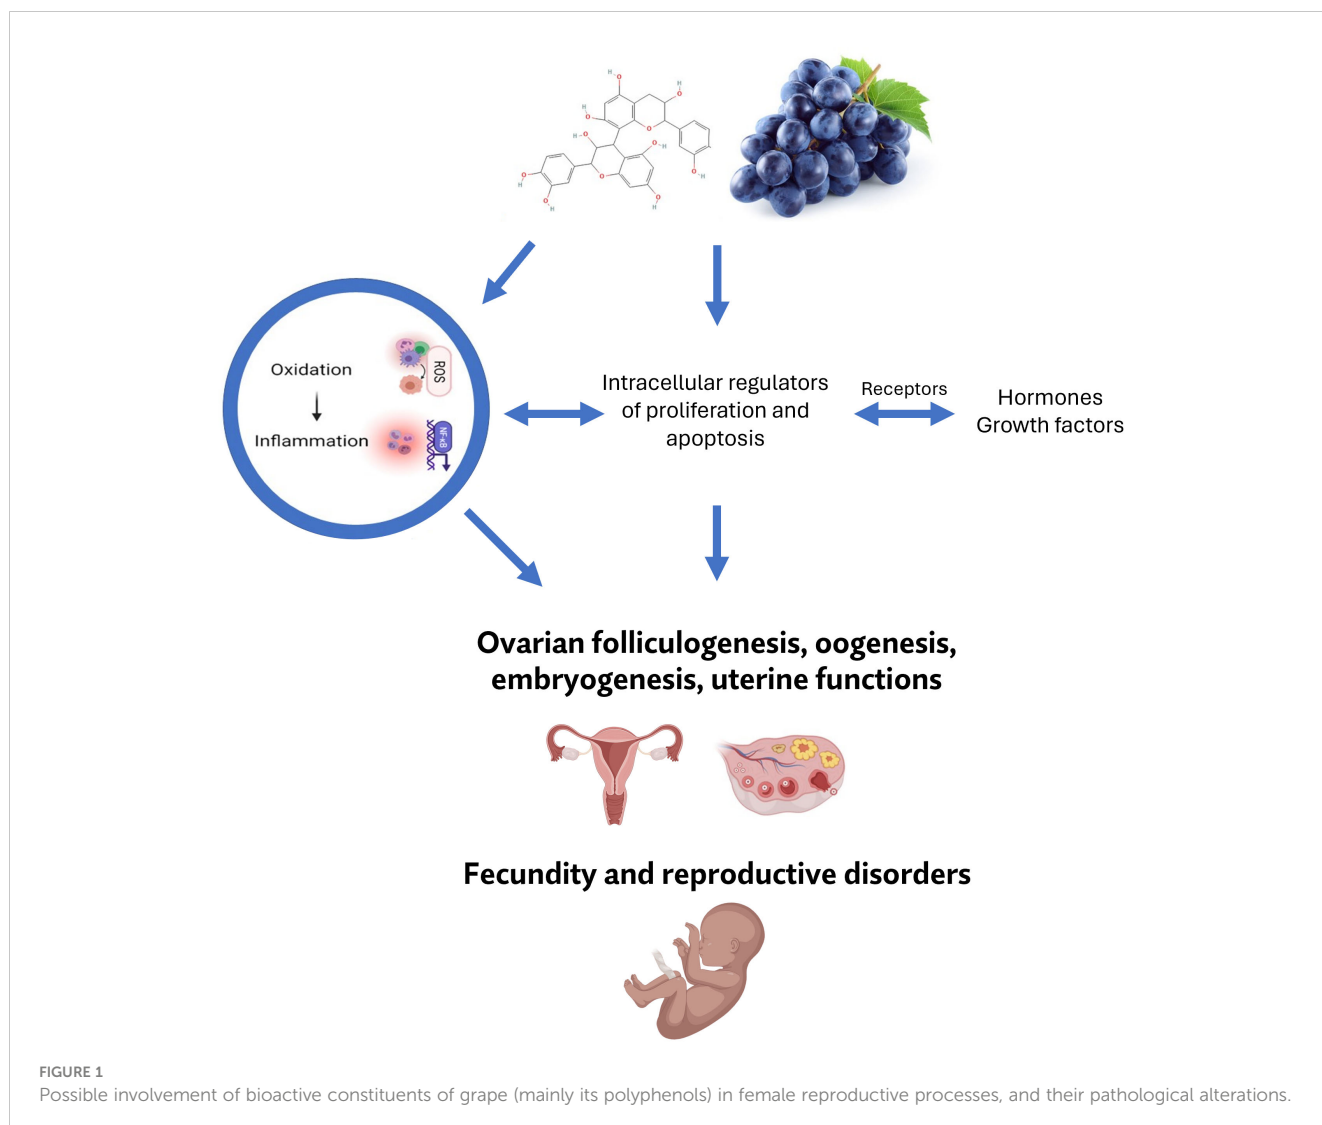 Oxidation
Inflammation
ROS
NF-κB
Intracellular regulators
of proliferation and
apoptosis
Receptors
Hormones
Growth factors
Ovarian folliculogenesis, oogenesis,
embryogenesis, uterine functions
Fecundity and reproductive disorders
FIGURE 1
Possible involvement of bioactive constituents of grape (mainly its polyphenols) in female reproductive processes, and their pathological alterations.